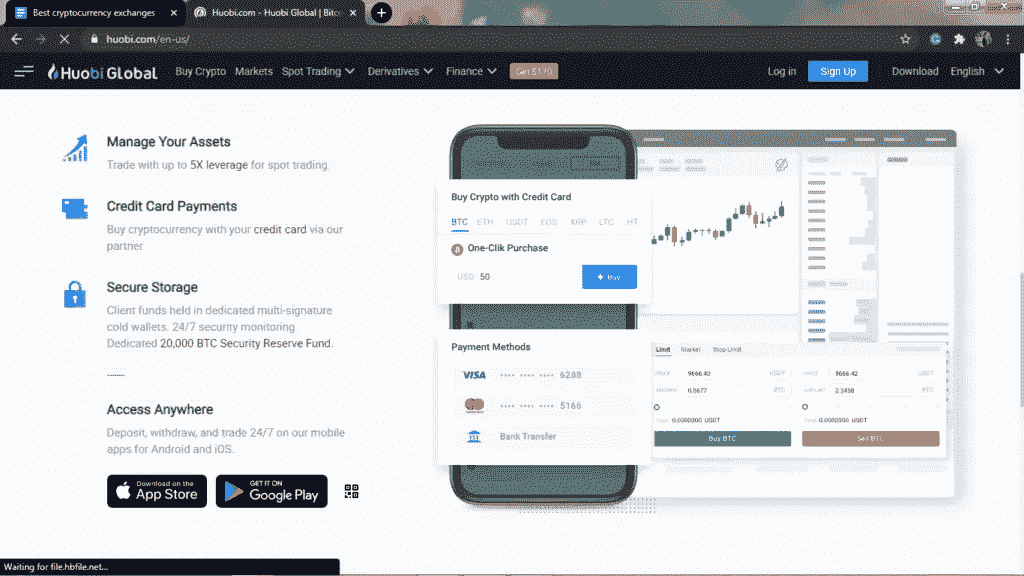 Best cryptocurrency exchanges
Huobi.com - Huobi Global | Bitc
huobi.com/en-us/
Huobi Global
Buy Crypto
Markets
Spot Trading
Derivatives
Finance
Get $170
Log in
Sign Up
Download
English
Manage Your Assets
Trade with up to 5X leverage for spot trading.
Credit Card Payments
Buy cryptocurrency with your credit card via our
partner.
Secure Storage
Client funds held in dedicated multi-signature
cold wallets. 24/7 security monitoring.
Dedicated 20,000 BTC Security Reserve Fund.
Access Anywhere
Deposit, withdraw, and trade 24/7 on our mobile
apps for Android and iOS.
Download on the
App Store
GET IT ON
Google Play
Buy Crypto with Credit Card
BTC ETH USDT EOS XRP LTC HT
One-Clik Purchase
USD 50
Buy
Payment Methods
VISA •••• •••• •••• 6288
•••• •••• •••• 5166
Bank Transfer
Limit Market Stop-Limit
PRICE 9666.40 USDT
PRICE 9666.42 USDT
AMOUNT 0.5677 BTC
AMOUNT 2.3458 BTC
Total 0.0000000 USDT
Total 0.0000000 USDT
Buy BTC
Sell BTC
Waiting for file.hbfile.net...